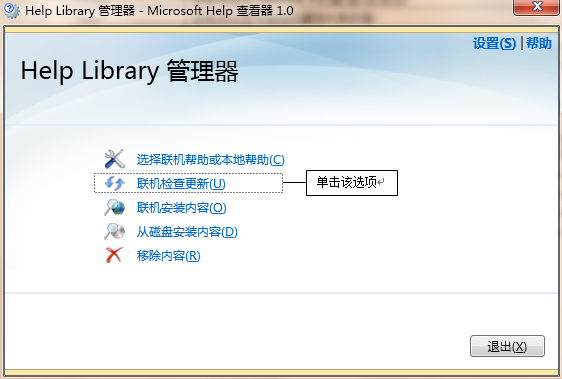 Help Library 管理器 - Microsoft Help 查看器 1.0
设置(S) | 帮助
Help Library 管理器
选择联机帮助或本地帮助(C)
联机检查更新(U)
单击该选项↵
联机安装内容(O)
从磁盘安装内容(D)
移除内容(R)
退出(X)